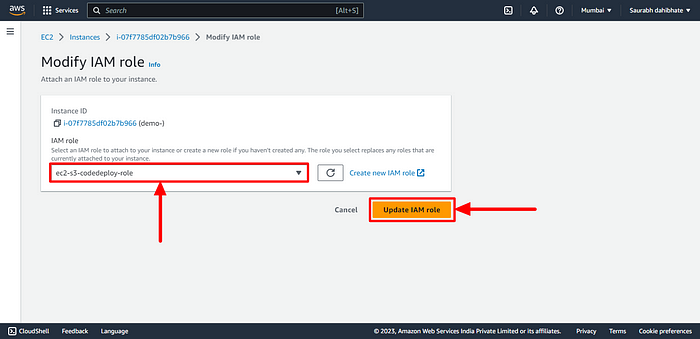 aws Services Search [Alt+S] Mumbai Saurabh dahibhate
EC2 > Instances > i-07f7785df02b7b966 > Modify IAM role
Modify IAM role Info
Attach an IAM role to your instance.
Instance ID
i-07f7785df02b7b966 (demo-)
IAM role
Select an IAM role to attach to your instance or create a new role if you haven't created any. The role you select replaces any roles that are
currently attached to your instance.
ec2-s3-codedeploy-role Create new IAM role
Cancel Update IAM role
CloudShell Feedback Language © 2023, Amazon Web Services India Private Limited or its affiliates. Privacy Terms Cookie preferences